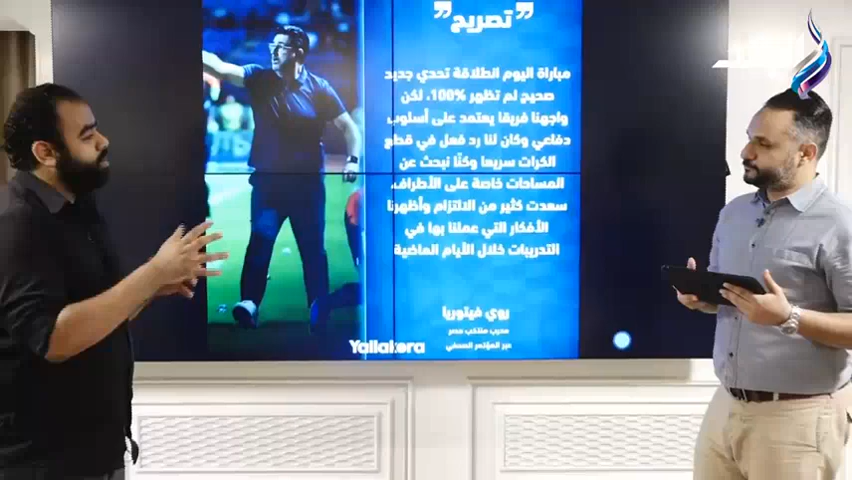 "تصريح"
مباراة اليوم انطلاقة تحدي جديد
صحيح لم تظهر 100%، لكن
واجهنا فريقا يعتمد على أسلوب
دفاعي وكان لنا رد فعل في قطع
الكرات سريعا وكنّا نبحث عن
المساحات خاصة على الأطراف،
سعدت كثير من الالتزام وأظهرنا
الأفكار التي عملنا بها في
التدريبات خلال الأيام الماضية
روي فيتوريا
مدرب منتخب مصر
عبر المؤتمر الصحفي
Yallakora